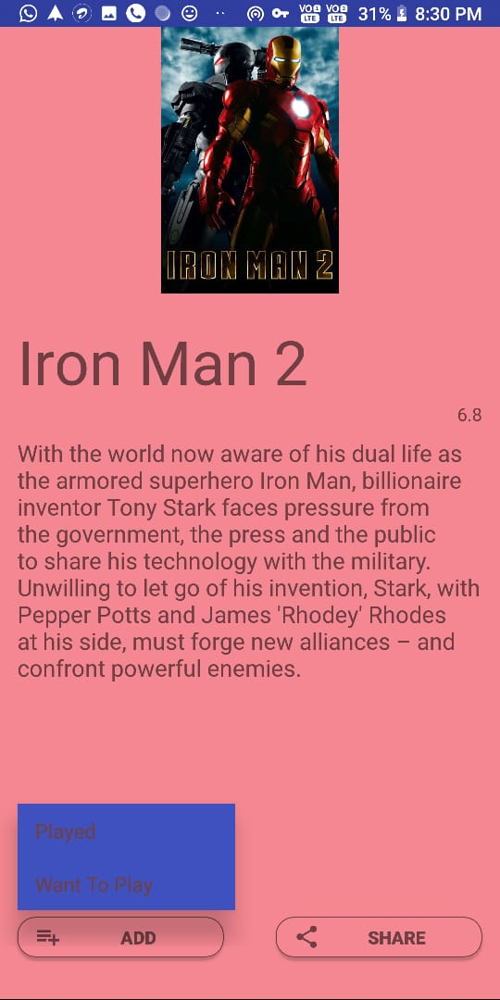 VO1 LTE VO2 LTE 31% 8:30 PM
IRON MAN 2
Iron Man 2
6.8
With the world now aware of his dual life as
the armored superhero Iron Man, billionaire
inventor Tony Stark faces pressure from
the government, the press and the public
to share his technology with the military.
Unwilling to let go of his invention, Stark, with
Pepper Potts and James 'Rhodey' Rhodes
at his side, must forge new alliances – and
confront powerful enemies.
Played
Want To Play
ADD SHARE